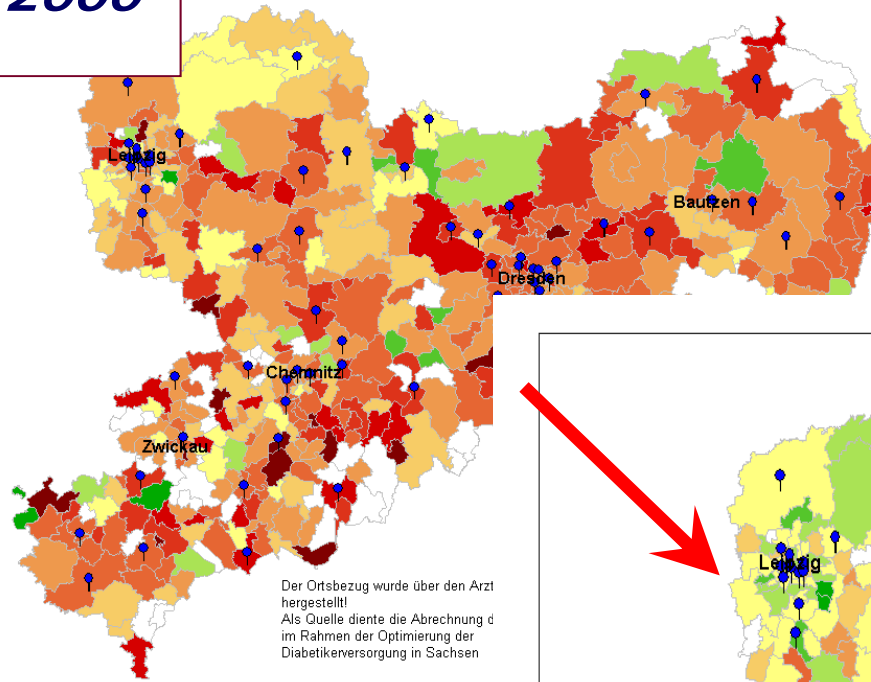 2000
Leipzig
Bautzen
Dresden
Chemnitz
Zwickau
Leipzig
Der Ortsbezug wurde über den Arzt
hergestellt!
Als Quelle diente die Abrechnung d
im Rahmen der Optimierung der
Diabetikerversorgung in Sachsen